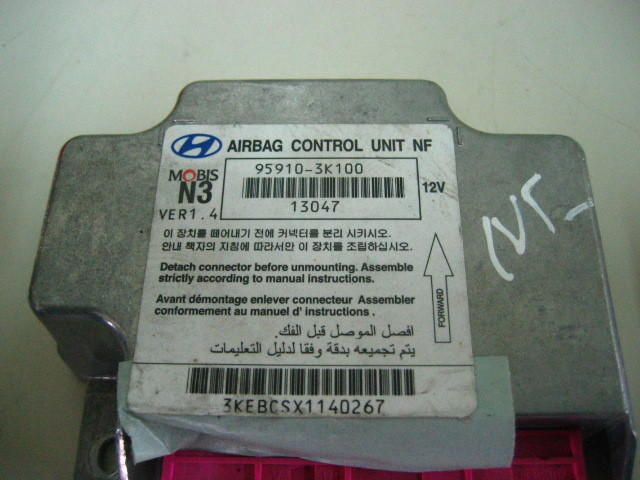 AIRBAG CONTROL UNIT NF
MOBIS
N3
VER1.4
95910-3K100
13047
12V
이 장치를 떼어내기 전에 커넥터를 분리 시키시오.
안내 책자의 지침에 따라서만 이 장치를 조립하십시오.
Detach connector before unmounting. Assemble
strictly according to manual instructions.
Avant démontage enlever connecteur Assembler
conformement au manuel d' instructions.
افصل الموصل قبل الفك.
يتم تجميعه بدقة وفقا لدليل التعليمات
FORWARD
3KEBCSX1140267